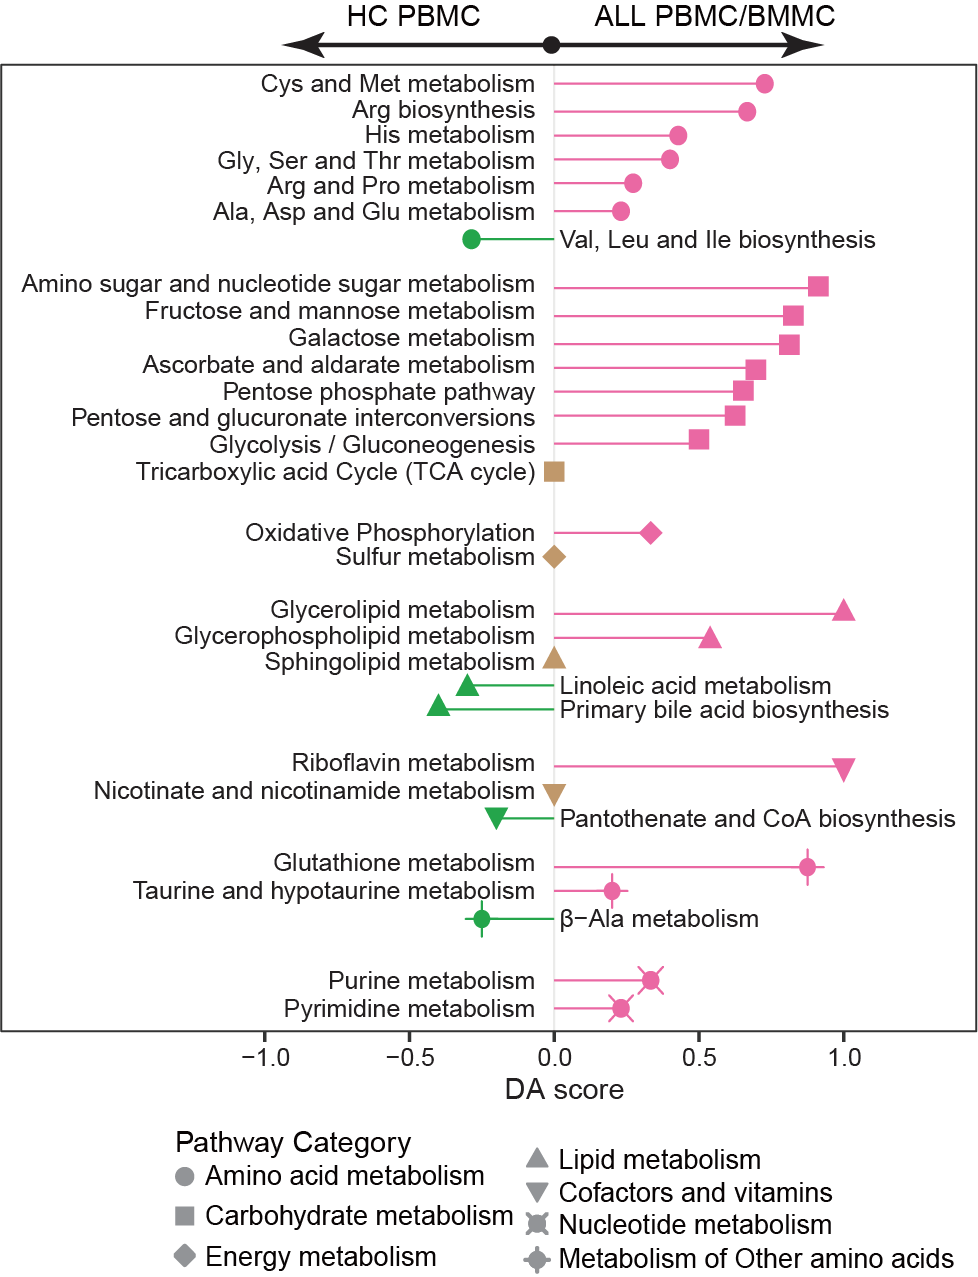 HC PBMC
ALL PBMC/BMMC
Cys and Met metabolism
Arg biosynthesis
His metabolism
Gly, Ser and Thr metabolism
Arg and Pro metabolism
Ala, Asp and Glu metabolism
Val, Leu and Ile biosynthesis
Amino sugar and nucleotide sugar metabolism
Fructose and mannose metabolism
Galactose metabolism
Ascorbate and aldarate metabolism
Pentose phosphate pathway
Pentose and glucuronate interconversions
Glycolysis / Gluconeogenesis
Tricarboxylic acid Cycle (TCA cycle)
Oxidative Phosphorylation
Sulfur metabolism
Glycerolipid metabolism
Glycerophospholipid metabolism
Sphingolipid metabolism
Linoleic acid metabolism
Primary bile acid biosynthesis
Riboflavin metabolism
Nicotinate and nicotinamide metabolism
Pantothenate and CoA biosynthesis
Glutathione metabolism
Taurine and hypotaurine metabolism
β−Ala metabolism
Purine metabolism
Pyrimidine metabolism
−1.0 −0.5 0.0 0.5 1.0
DA score
Pathway Category
Amino acid metabolism
Carbohydrate metabolism
Energy metabolism
Lipid metabolism
Cofactors and vitamins
Nucleotide metabolism
Metabolism of Other amino acids